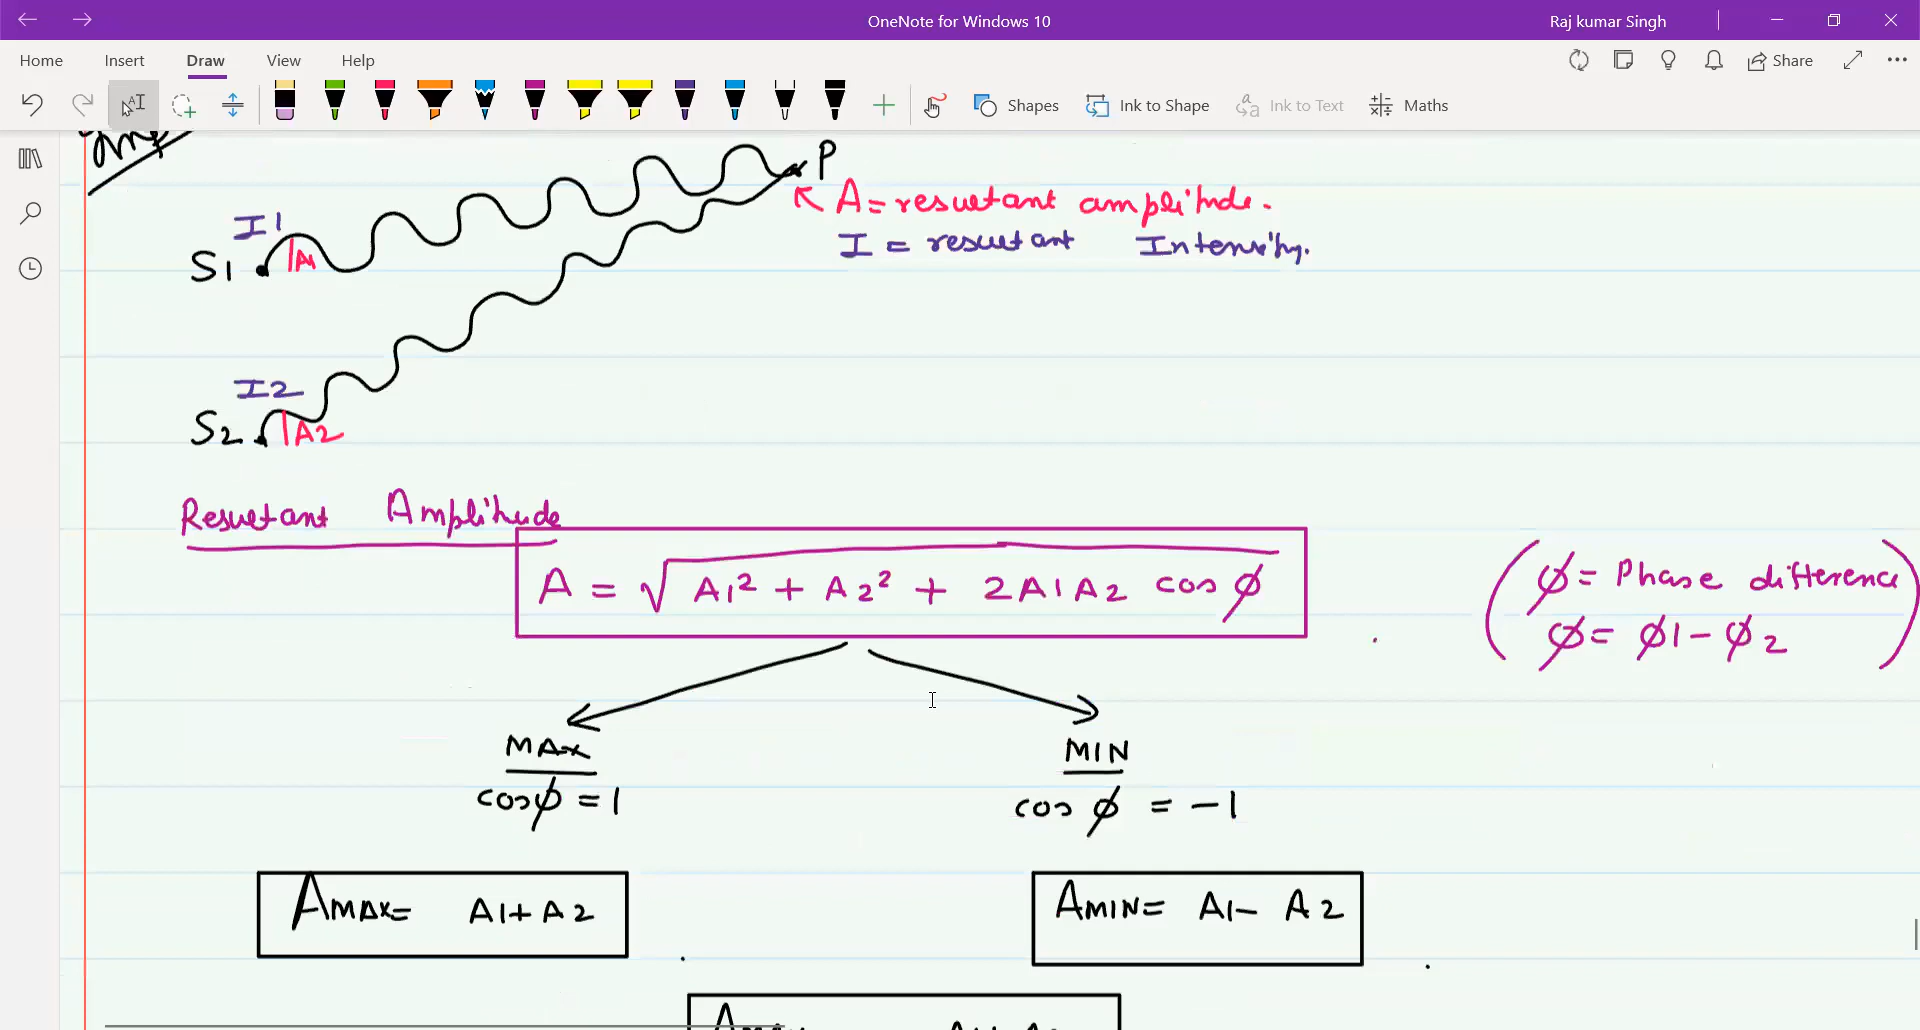 OneNote for Windows 10
Raj kumar Singh
Home Insert Draw View Help
Share
Shapes Ink to Shape Ink to Text Maths
Imp
P
A = resultant amplitude.
I = resultant Intensity.
I1
S1 A1
I2
S2 A2
Resultant Amplitude
A = √A1² + A2² + 2A1A2 cos ϕ
(ϕ = Phase difference
ϕ = ϕ1 - ϕ2)
MAX
cosϕ = 1
MIN
cos ϕ = -1
AMAX = A1 + A2
AMIN = A1 - A2